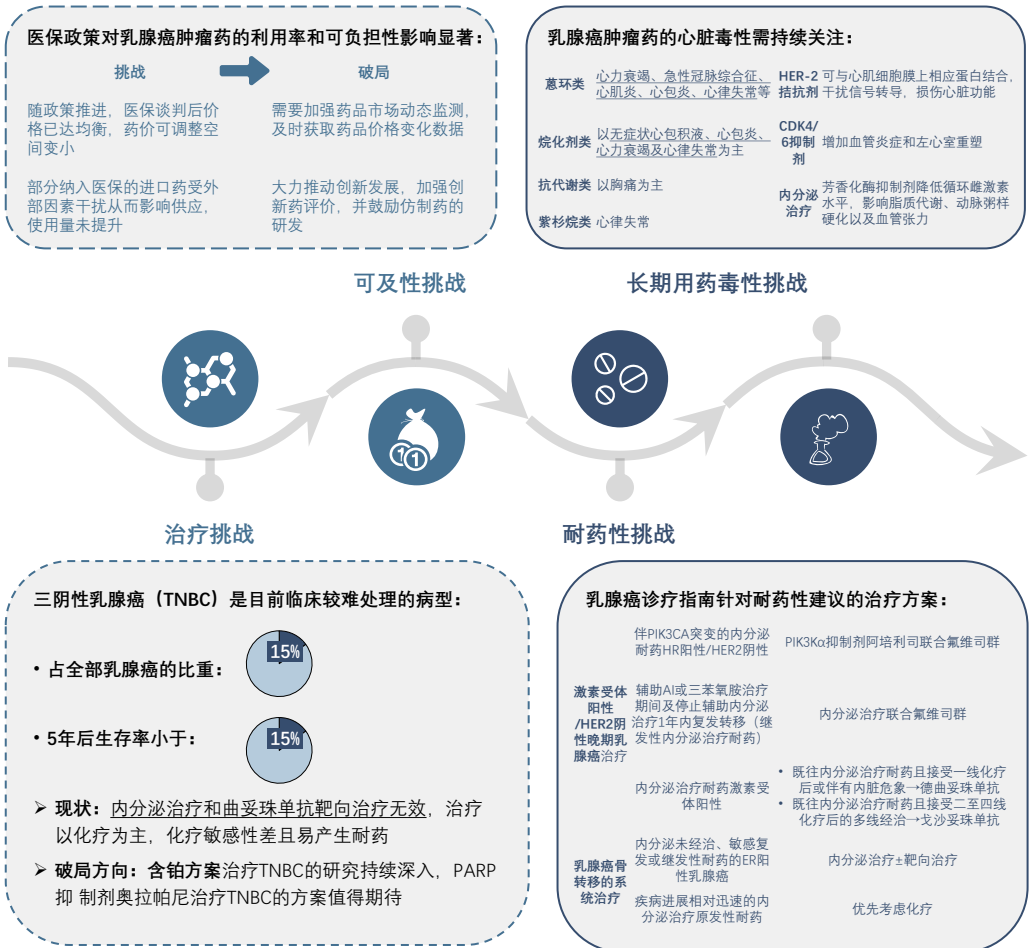 医保政策对乳腺癌肿瘤药的利用率和可负担性影响显著：
挑战
破局
随政策推进，医保谈判后价
格已达均衡，药价可调整空
间变小
需要加强药品市场动态监测，
及时获取药品价格变化数据
部分纳入医保的进口药受外
部因素干扰从而影响供应，
使用量未提升
大力推动创新发展，加强创
新药评价，并鼓励仿制药的
研发
乳腺癌肿瘤药的心脏毒性需持续关注：
蒽环类
心力衰竭、急性冠脉综合征、
心肌炎、心包炎、心律失常等
烷化剂类
以无症状心包积液、心包炎、
心力衰竭及心律失常为主
抗代谢类
以胸痛为主
紫杉烷类
心律失常
HER-2
拮抗剂
可与心肌细胞膜上相应蛋白结合，
干扰信号转导，损伤心脏功能
CDK4/
6抑制
剂
增加血管炎症和左心室重塑
内分泌
治疗
芳香化酶抑制剂降低循环雌激素
水平，影响脂质代谢、动脉粥样
硬化以及血管张力
可及性挑战
长期用药毒性挑战
1
1
治疗挑战
耐药性挑战
三阴性乳腺癌（TNBC）是目前临床较难处理的病型：
• 占全部乳腺癌的比重：
15%
• 5年后生存率小于：
15%
➢ 现状：内分泌治疗和曲妥珠单抗靶向治疗无效，治疗
以化疗为主，化疗敏感性差且易产生耐药
➢ 破局方向：含铂方案治疗TNBC的研究持续深入，PARP
抑 制剂奥拉帕尼治疗TNBC的方案值得期待
乳腺癌诊疗指南针对耐药性建议的治疗方案：
激素受体
阳性
/HER2阴
性晚期乳
腺癌治疗
伴PIK3CA突变的内分泌
耐药HR阳性/HER2阴性
PIK3Kα抑制剂阿培利司联合氟维司群
辅助AI或三苯氧胺治疗
期间及停止辅助内分泌
治疗1年内复发转移（继
发性内分泌治疗耐药）
内分泌治疗联合氟维司群
内分泌治疗耐药激素受
体阳性
• 既往内分泌治疗耐药且接受一线化疗
后或伴有内脏危象→德曲妥珠单抗
• 既往内分泌治疗耐药且接受二至四线
化疗后的多线经治→戈沙妥珠单抗
乳腺癌骨
转移的系
统治疗
内分泌未经治、敏感复
发或继发性耐药的ER阳
性乳腺癌
内分泌治疗±靶向治疗
疾病进展相对迅速的内
分泌治疗原发性耐药
优先考虑化疗